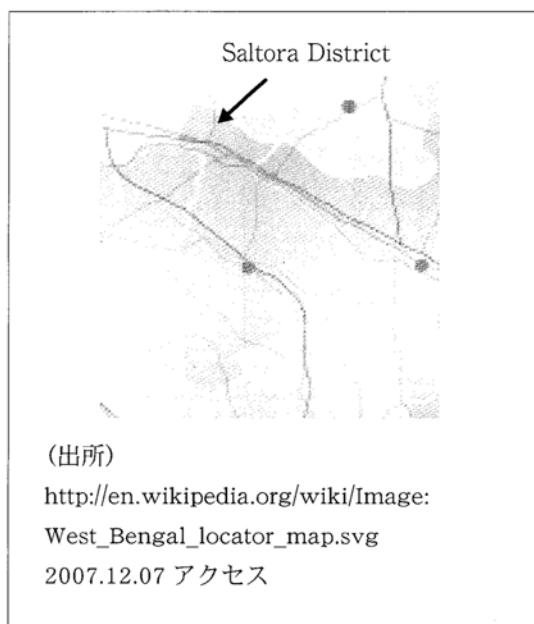 Saltora District
(出所)
http://en.wikipedia.org/wiki/Image:
West_Bengal_locator_map.svg
2007.12.07 アクセス